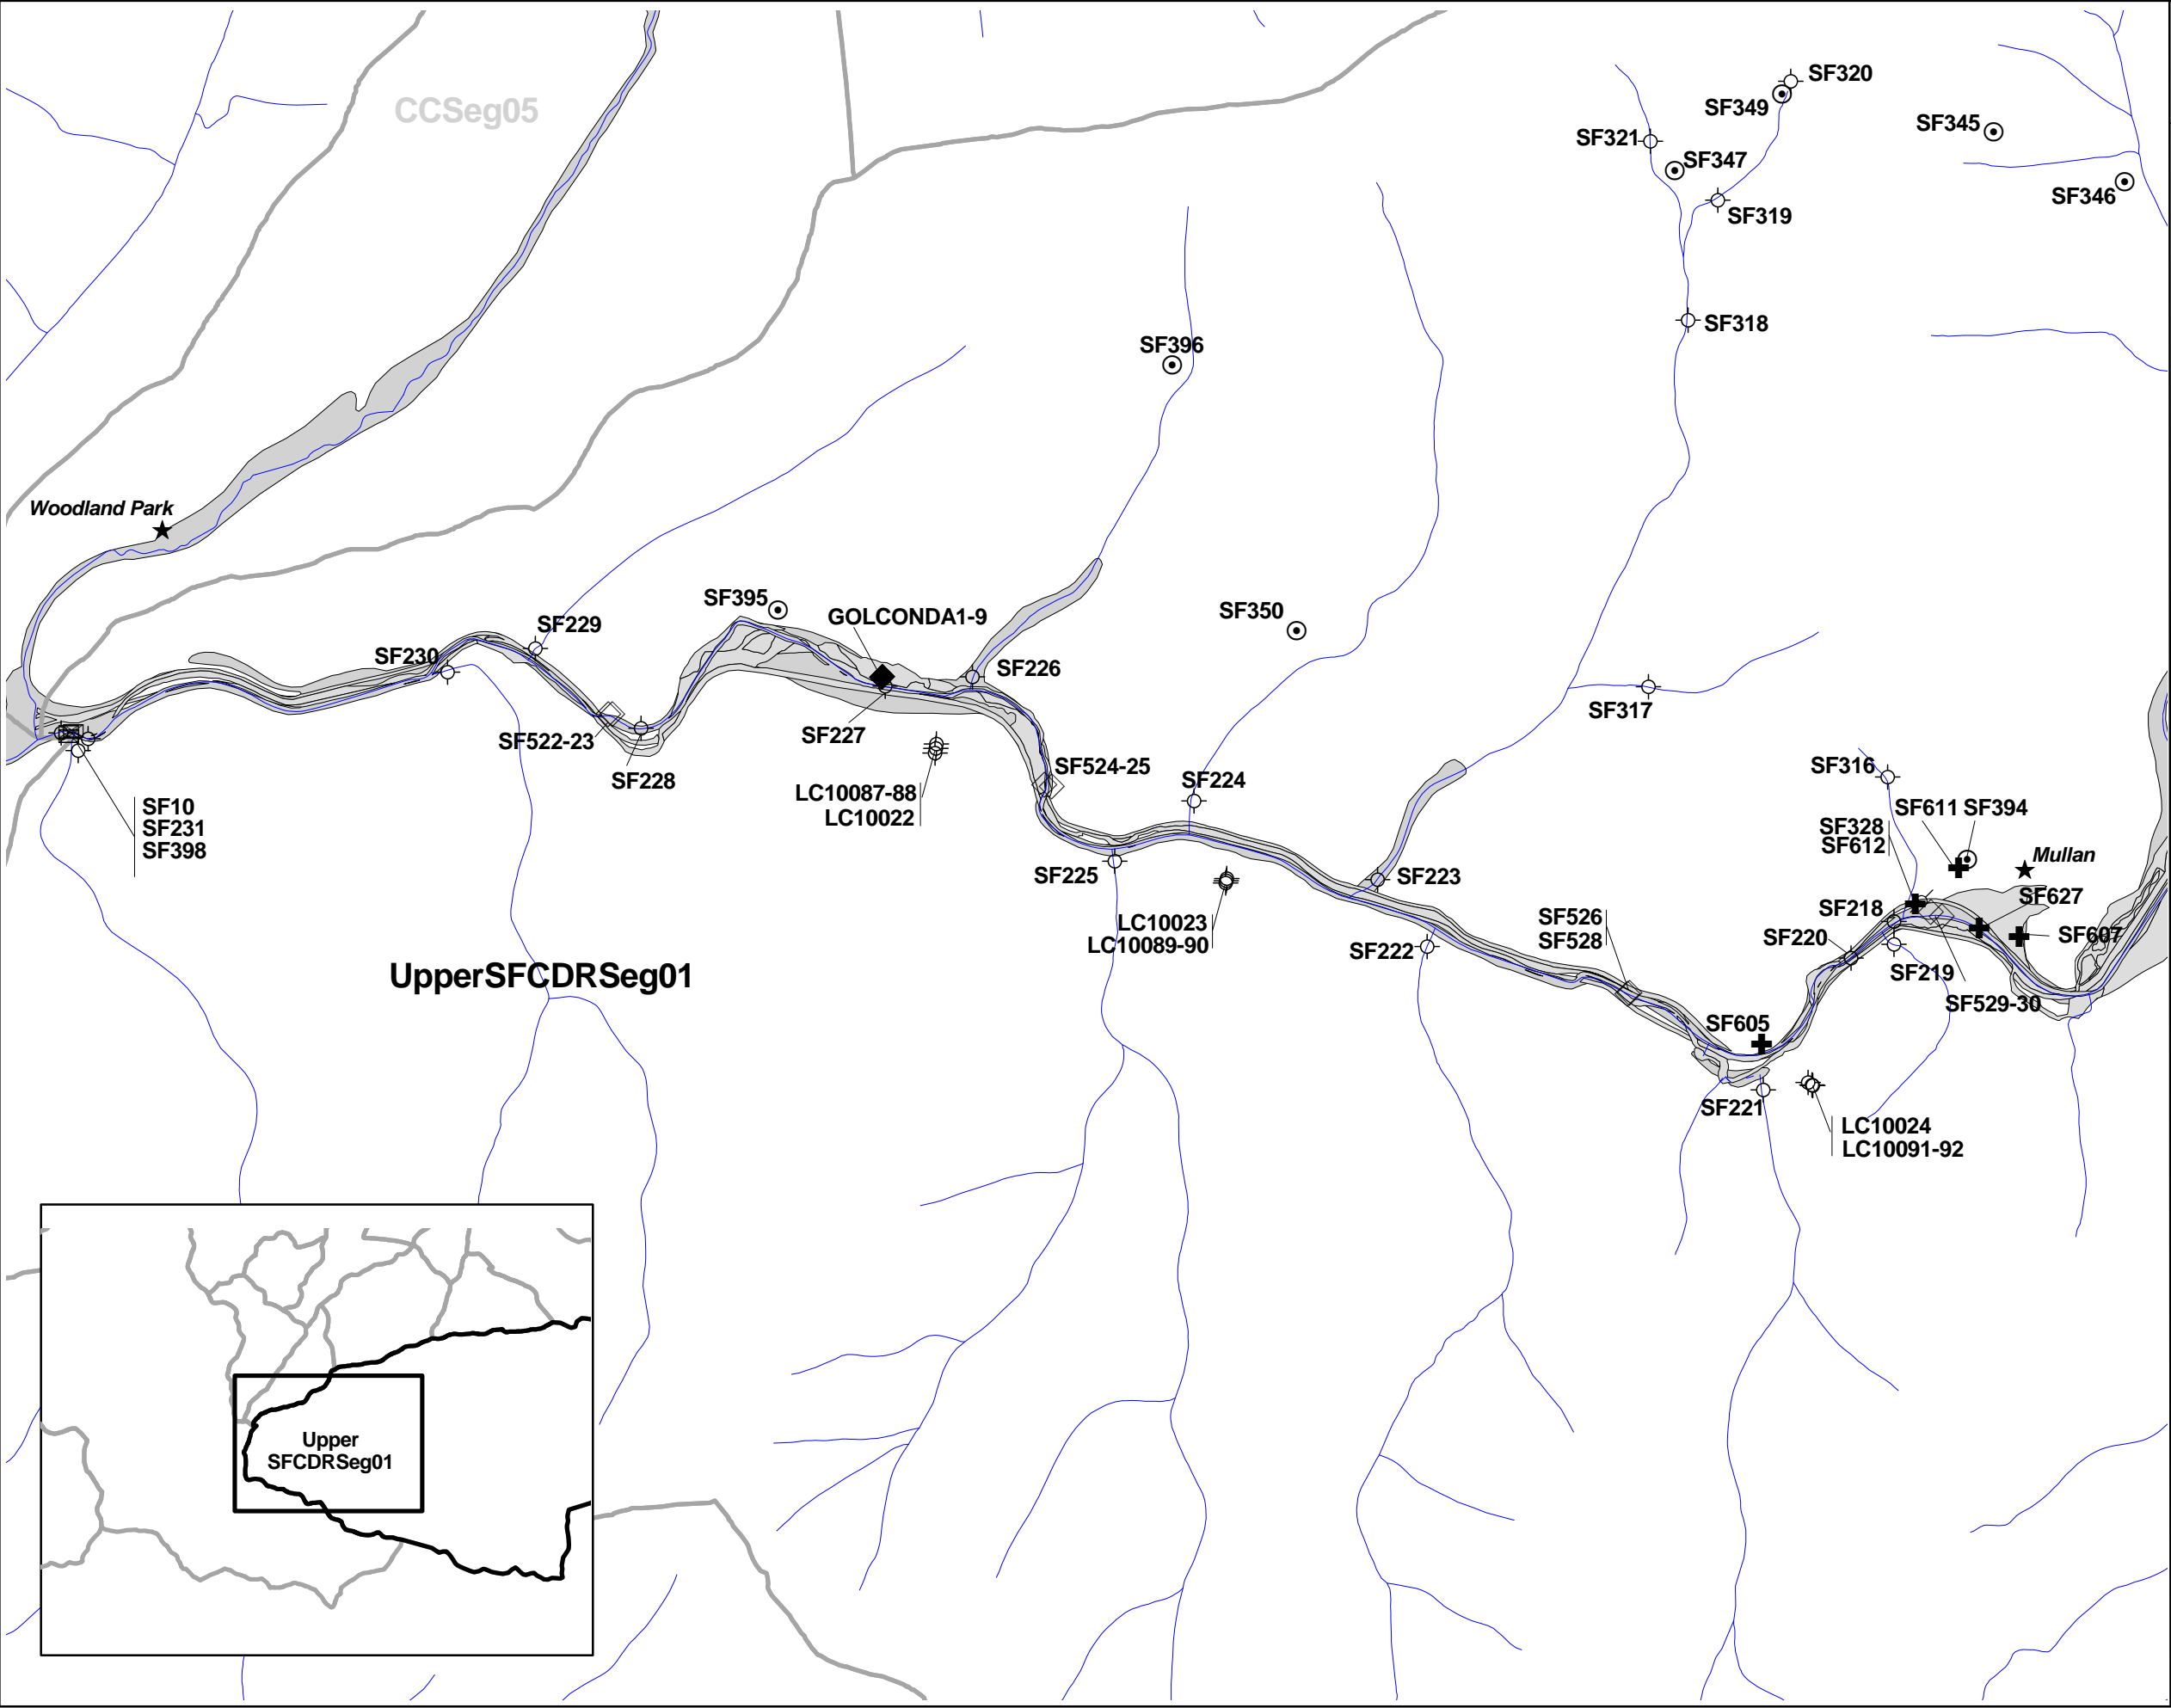 SF320
CCSeg05
SF349
SF345
SF321
SF347
SF346
SF319
SF318
SF396
Woodland Park
SF395
SF350
GOLCONDA1-9
SF229
SF230
SF226
SF317
SF227
SF522-23
SF524-25
SF316
SF228
SF224
LC10087-88
LC10022
SF10
SF231
SF398
SF611 SF394
SF328
SF612
Mullan
SF225
SF223
SF627
SF218
LC10023
LC10089-90
SF526
SF528
SF220
SF607
SF222
UpperSFCDRSeg01
SF219
SF529-30
SF605
SF221
LC10024
LC10091-92
Upper
SFCDRSeg01